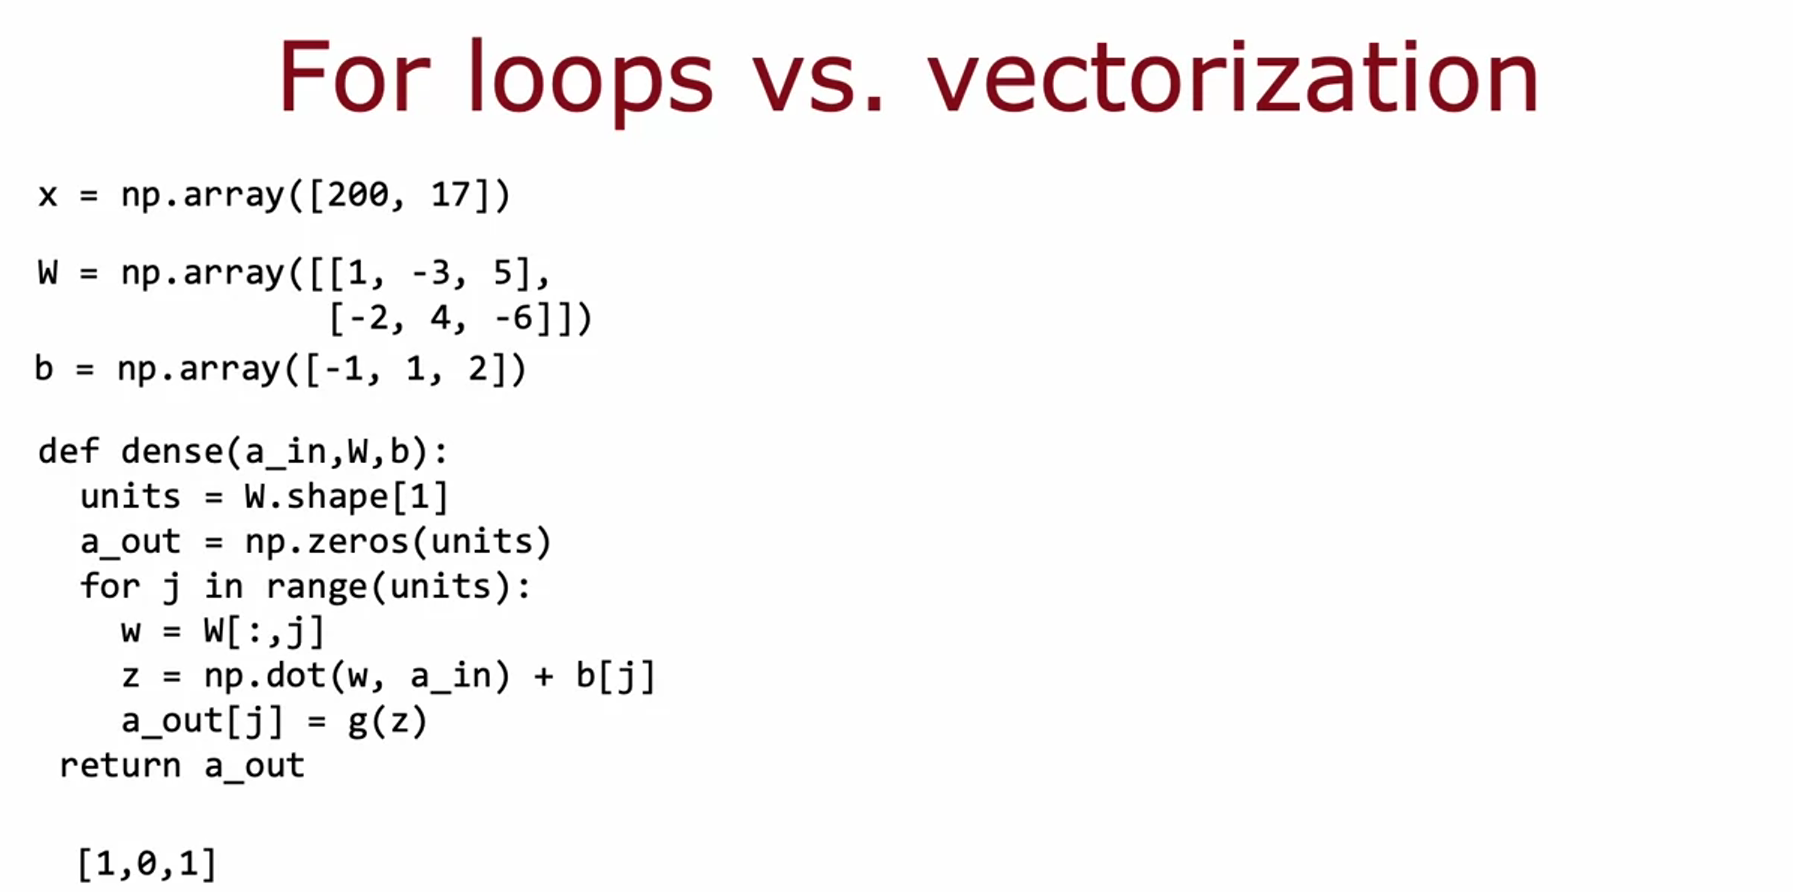 For loops vs. vectorization
x = np.array([200, 17])
W = np.array([[1, -3, 5],
              [-2, 4, -6]])
b = np.array([-1, 1, 2])
def dense(a_in,W,b):
  units = W.shape[1]
  a_out = np.zeros(units)
  for j in range(units):
    w = W[:,j]
    z = np.dot(w, a_in) + b[j]
    a_out[j] = g(z)
 return a_out
[1,0,1]